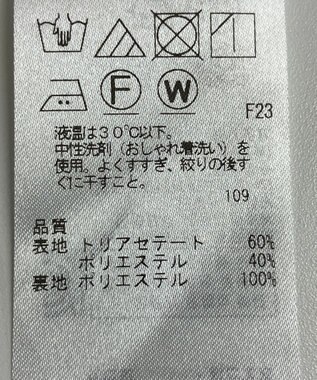 F W
F23
液温は30℃以下。
中性洗剤（おしゃれ着洗い）を
使用。よくすすぎ、絞りの後す
ぐに干すこと。
109
品質
表地 トリアセテート 60%
ポリエステル 40%
裏地 ポリエステル 100%